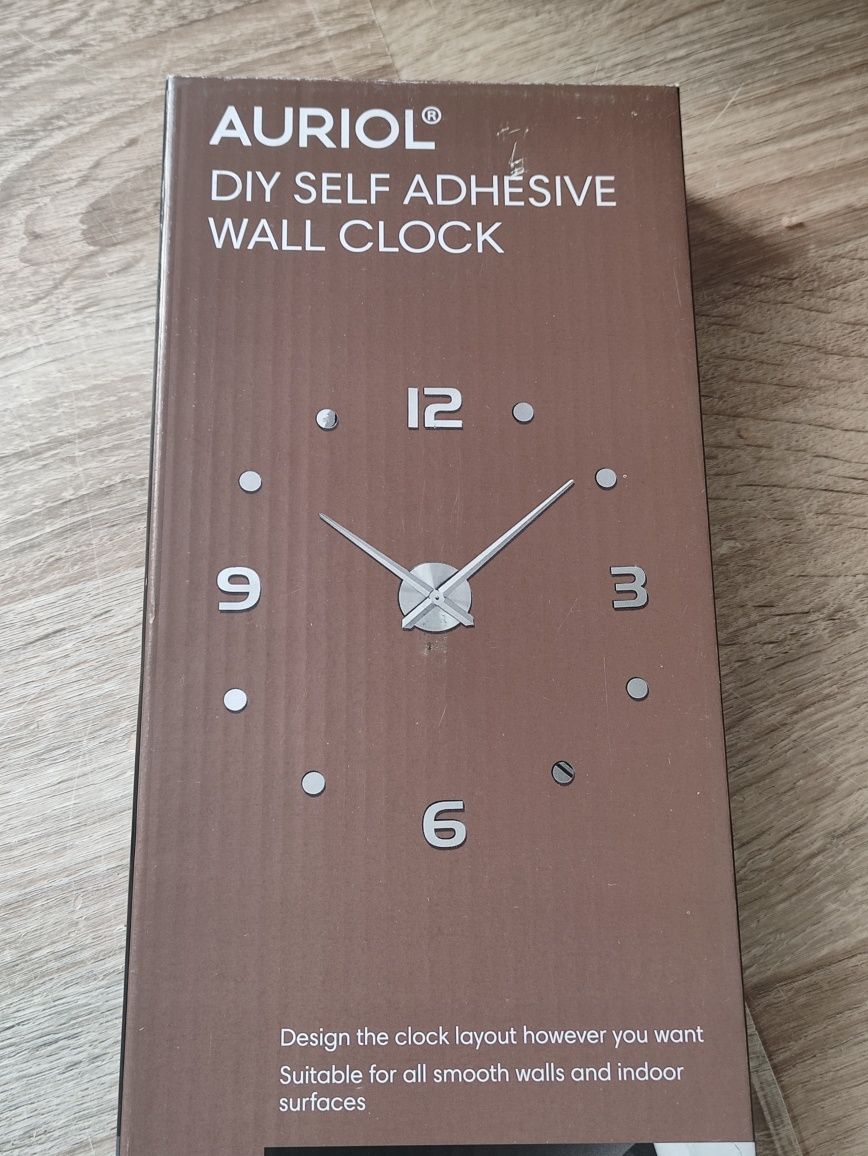 AURIOL®
DIY SELF ADHESIVE
WALL CLOCK
12
9
3
6
Design the clock layout however you want
Suitable for all smooth walls and indoor
surfaces